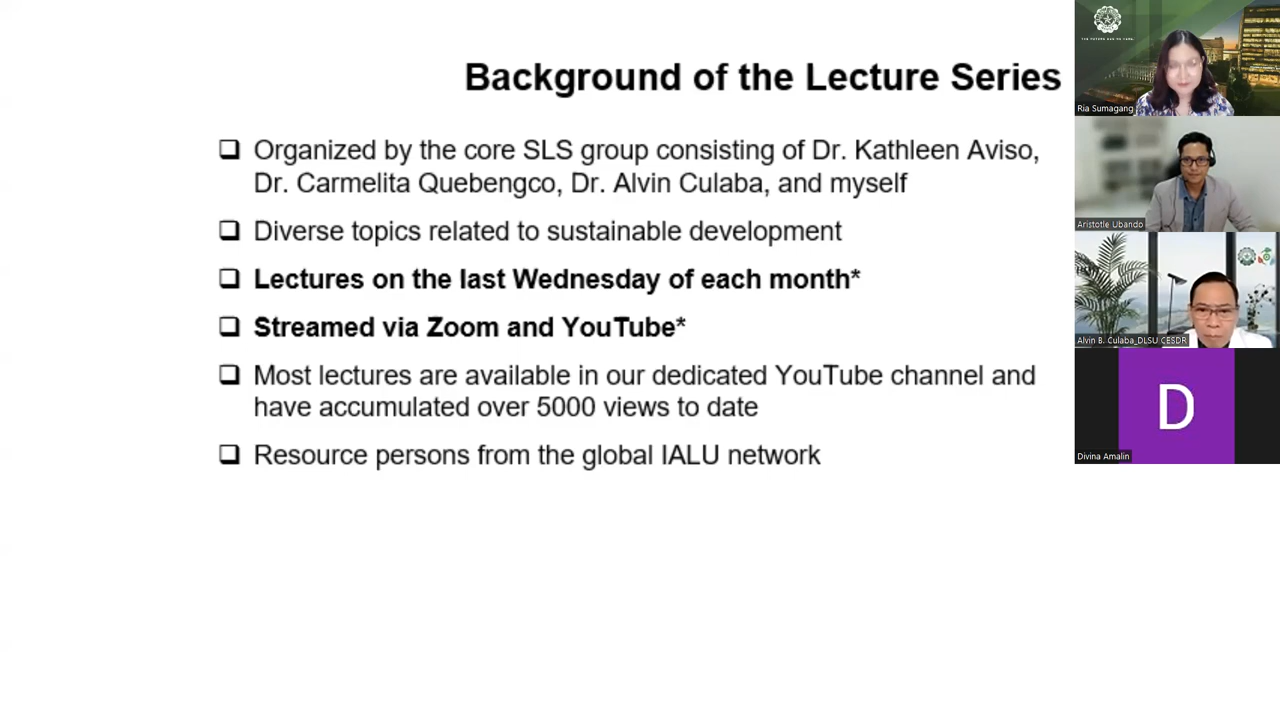 Background of the Lecture Series
❑ Organized by the core SLS group consisting of Dr. Kathleen Aviso,
Dr. Carmelita Quebengco, Dr. Alvin Culaba, and myself
❑ Diverse topics related to sustainable development
❑ Lectures on the last Wednesday of each month*
❑ Streamed via Zoom and YouTube*
❑ Most lectures are available in our dedicated YouTube channel and
have accumulated over 5000 views to date
❑ Resource persons from the global IALU network
Ria Sumagang
Aristotle Ubando
Alvin B. Culaba_DLSU CESDR
D
Divina Amalin